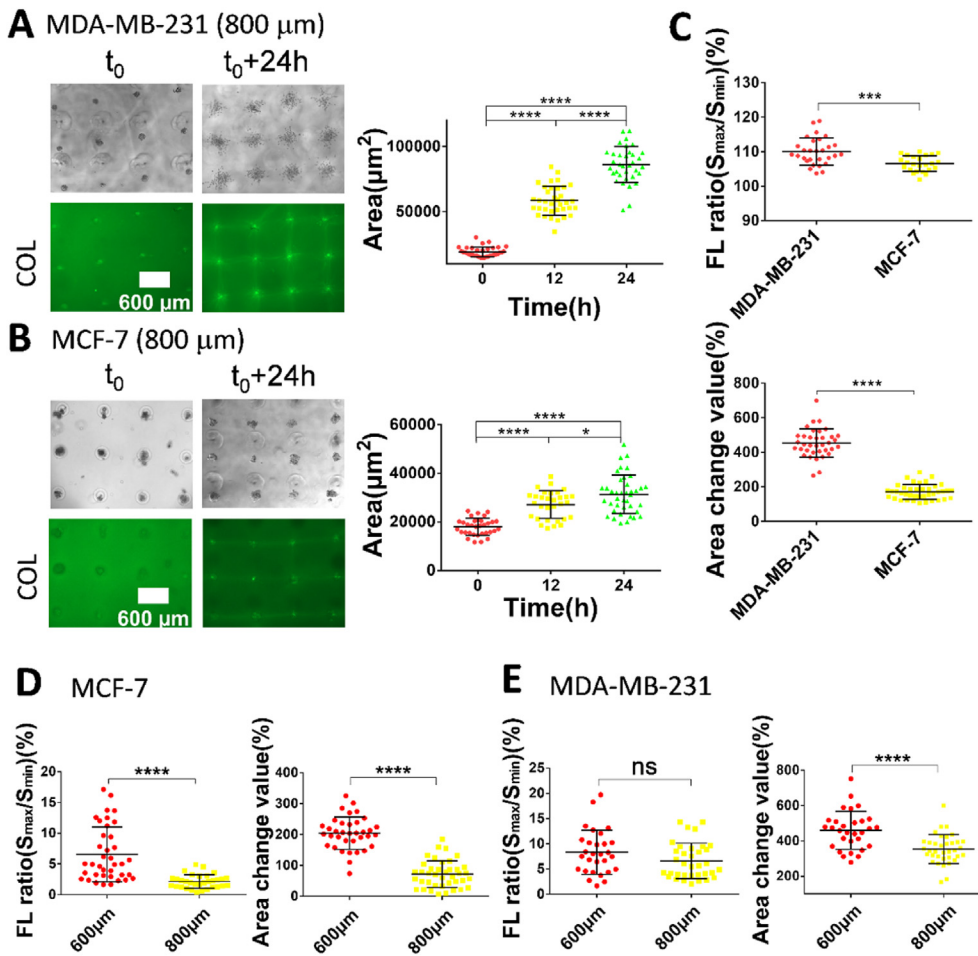 A MDA-MB-231 (800 μm)
t0 t0+24h
COL
600 μm
Area(μm²)
100000
50000
0 12 24
Time(h)
**** **** ****
B MCF-7 (800 μm)
t0 t0+24h
COL
600 μm
Area(μm²)
60000
40000
20000
0
0 12 24
Time(h)
**** **** *
C
FL ratio(Smax/Smin)(%)
130
120
110
100
90
***
MDA-MB-231 MCF-7
Area change value(%)
800
600
400
200
0
****
MDA-MB-231 MCF-7
D MCF-7
FL ratio(Smax/Smin)(%)
20
15
10
5
0
****
600μm 800μm
Area change value(%)
400
300
200
100
0
****
600μm 800μm
E MDA-MB-231
FL ratio(Smax/Smin)(%)
25
20
15
10
5
0
ns
600μm 800μm
Area change value(%)
800
600
400
200
****
600μm 800μm